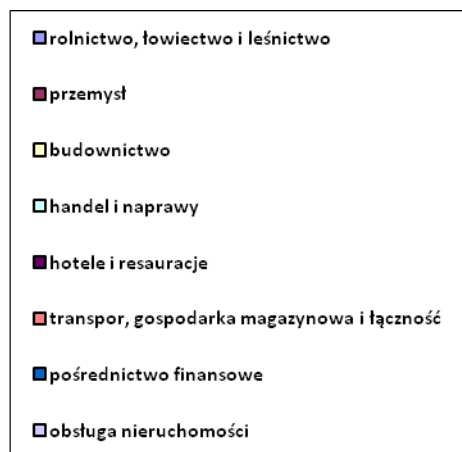 rolnictwo, łowiectwo i leśnictwo
przemysł
budownictwo
handel i naprawy
hotele i resauracje
transpor, gospodarka magazynowa i łączność
pośrednictwo finansowe
obsługa nieruchomości